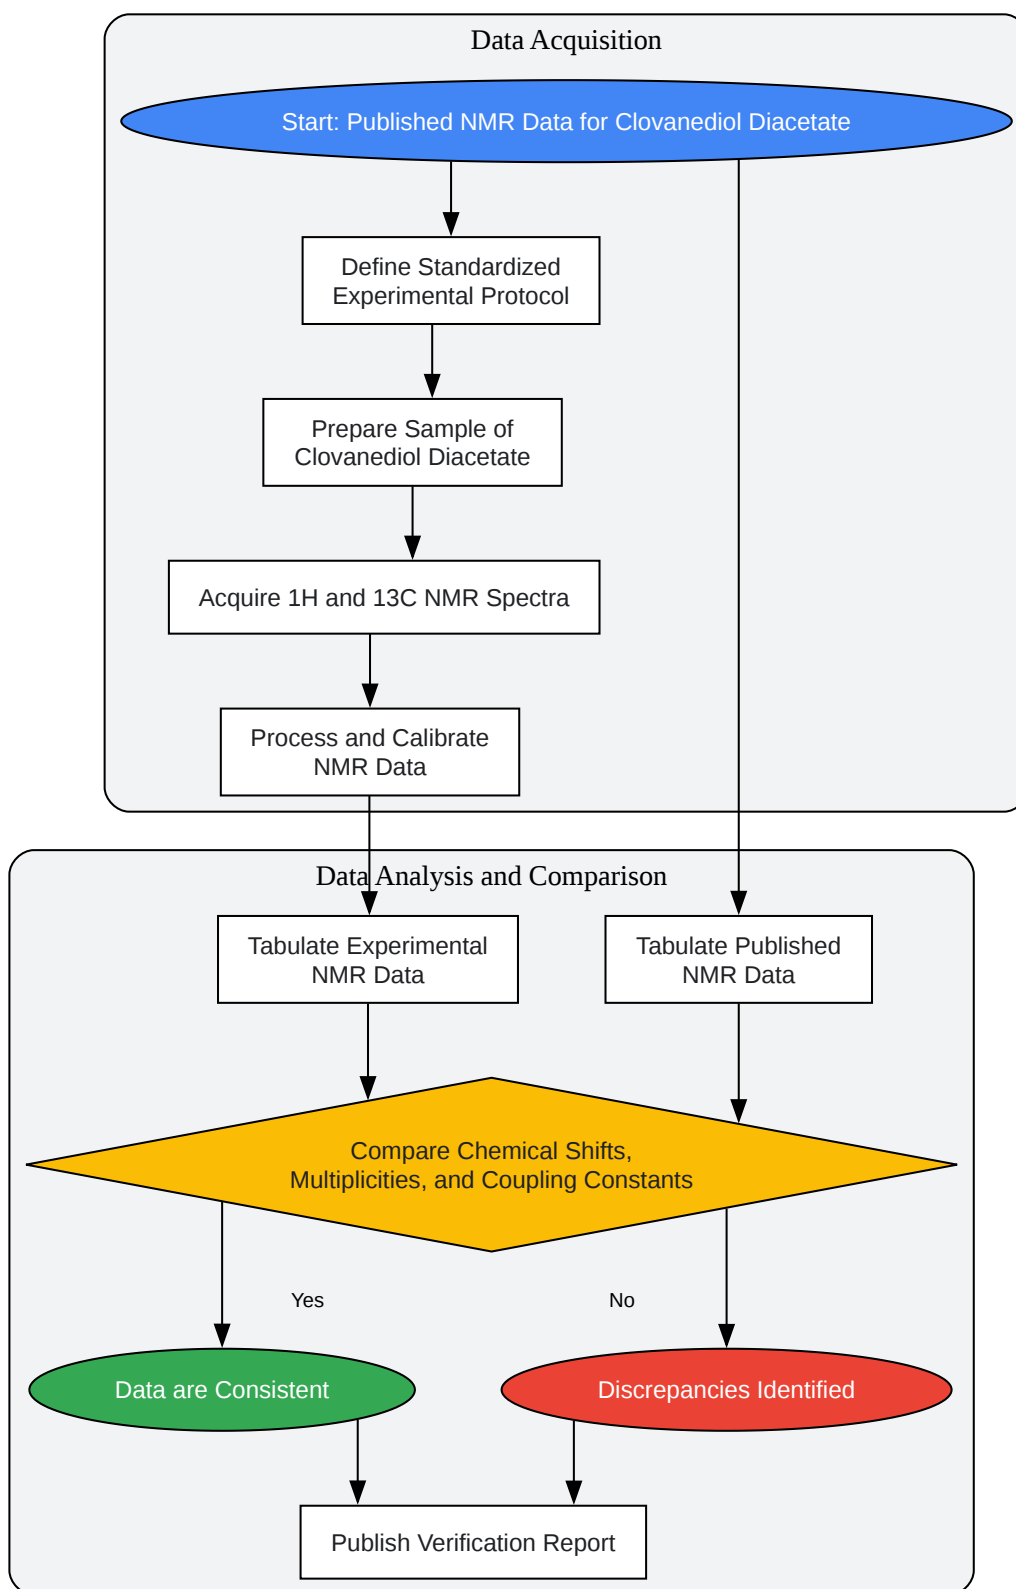 Data Acquisition
Start: Published NMR Data for Clovanediol Diacetate
Define Standardized
Experimental Protocol
Prepare Sample of
Clovanediol Diacetate
Acquire 1H and 13C NMR Spectra
Process and Calibrate
NMR Data
Data Analysis and Comparison
Tabulate Experimental
NMR Data
Tabulate Published
NMR Data
Compare Chemical Shifts,
Multiplicities, and Coupling Constants
Yes
No
Data are Consistent
Discrepancies Identified
Publish Verification Report